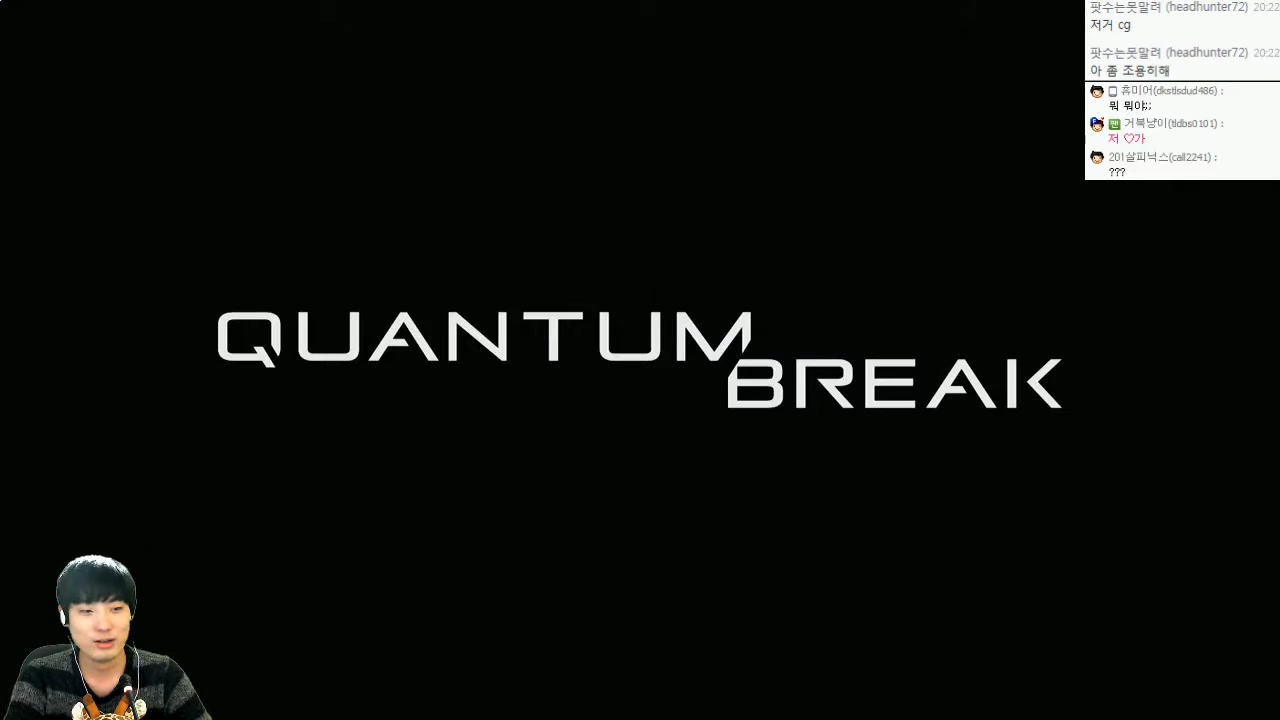 QUANTUM
BREAK
팟수는못말려 (headhunter72) 20:22
저거 cg
팟수는못말려 (headhunter72) 20:22
아 좀 조용히해
휴미어(dkstlsdud486) :
뭐 뭐야;;
팬 거북냥이(tldbs0101) :
저 ♡가
201살피닉스(call2241) :
???